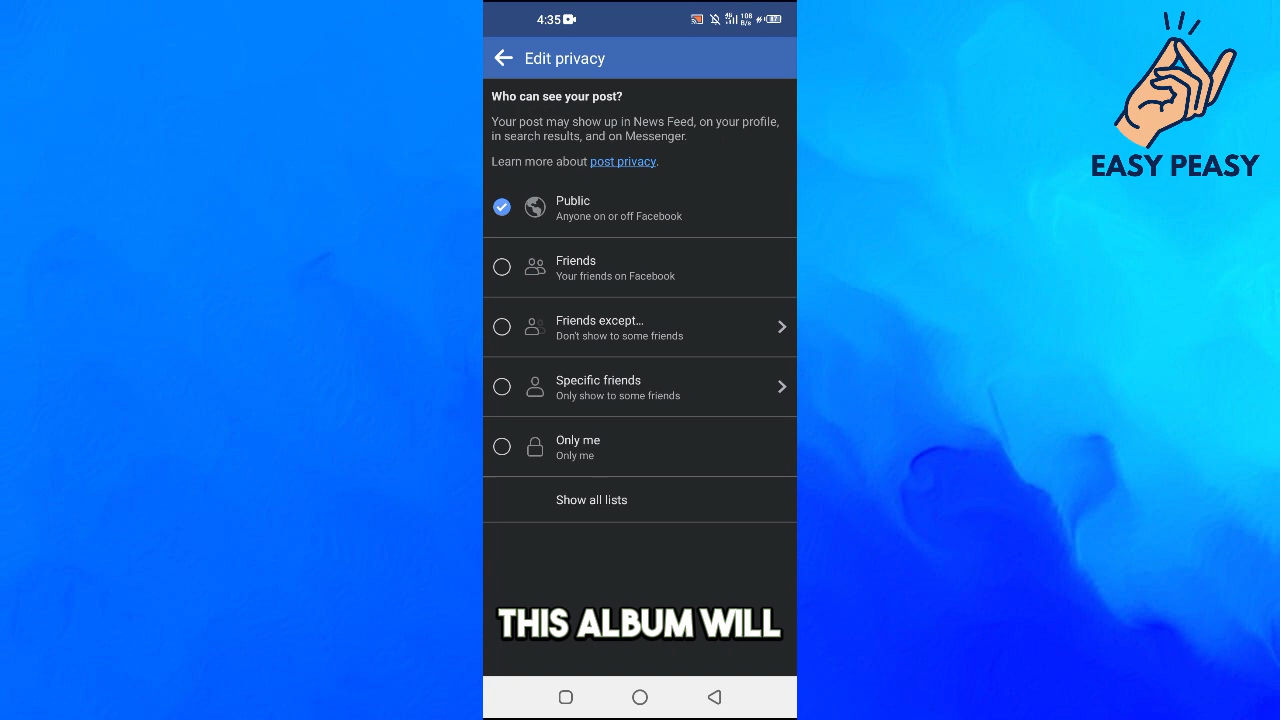 4:35
4G
108
B/s
EASY PEASY
Edit privacy
Who can see your post?
Your post may show up in News Feed, on your profile,
in search results, and on Messenger.
Learn more about post privacy.
Public
Anyone on or off Facebook
Friends
Your friends on Facebook
Friends except...
Don't show to some friends
Specific friends
Only show to some friends
Only me
Only me
Show all lists
THIS ALBUM WILL